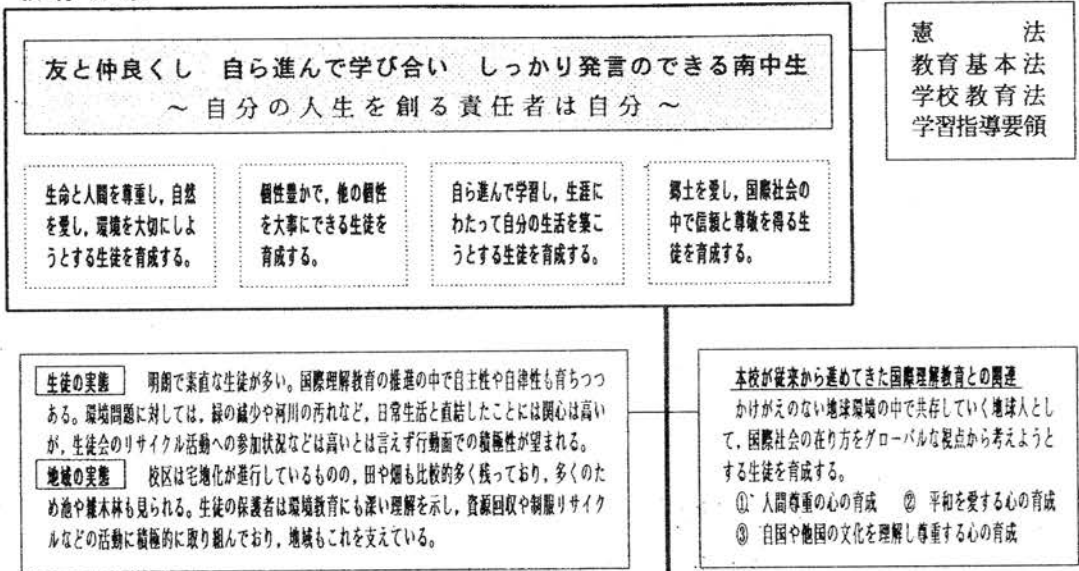 友と仲良くし 自ら進んで学び合い しっかり発言のできる南中生
～ 自分の人生を創る責任者は自分 ～
憲 法
教育基本法
学校教育法
学習指導要領
生命と人間を尊重し，自然
を愛し，環境を大切にしよ
うとする生徒を育成する。
個性豊かで，他の個性
を大事にできる生徒を
育成する。
自ら進んで学習し，生涯に
わたって自分の生活を築こ
うとする生徒を育成する。
郷土を愛し，国際社会の
中で信頼と尊敬を得る生
徒を育成する。
生徒の実態 明朗で素直な生徒が多い。国際理解教育の推進の中で自主性や自律性も育ちつつ
ある。環境問題に対しては，緑の減少や河川の汚れなど，日常生活と直結したことには関心は高い
が，生徒会のリサイクル活動への参加状況などは高いとは言えず行動面での積極性が望まれる。
地域の実態 校区は宅地化が進行しているものの，田や畑も比較的多く残っており，多くのた
め池や雑木林も見られる。生徒の保護者は環境教育にも深い理解を示し，資源回収や制服リサイク
ルなどの活動に積極的に取り組んでおり，地域もこれを支えている。
本校が従来から進めてきた国際理解教育との関連
かけがえのない地球環境の中で共存していく地球人とし
て，国際社会の在り方をグローバルな視点から考えようと
する生徒を育成する。
① 人間尊重の心の育成 ② 平和を愛する心の育成
③ 自国や他国の文化を理解し尊重する心の育成